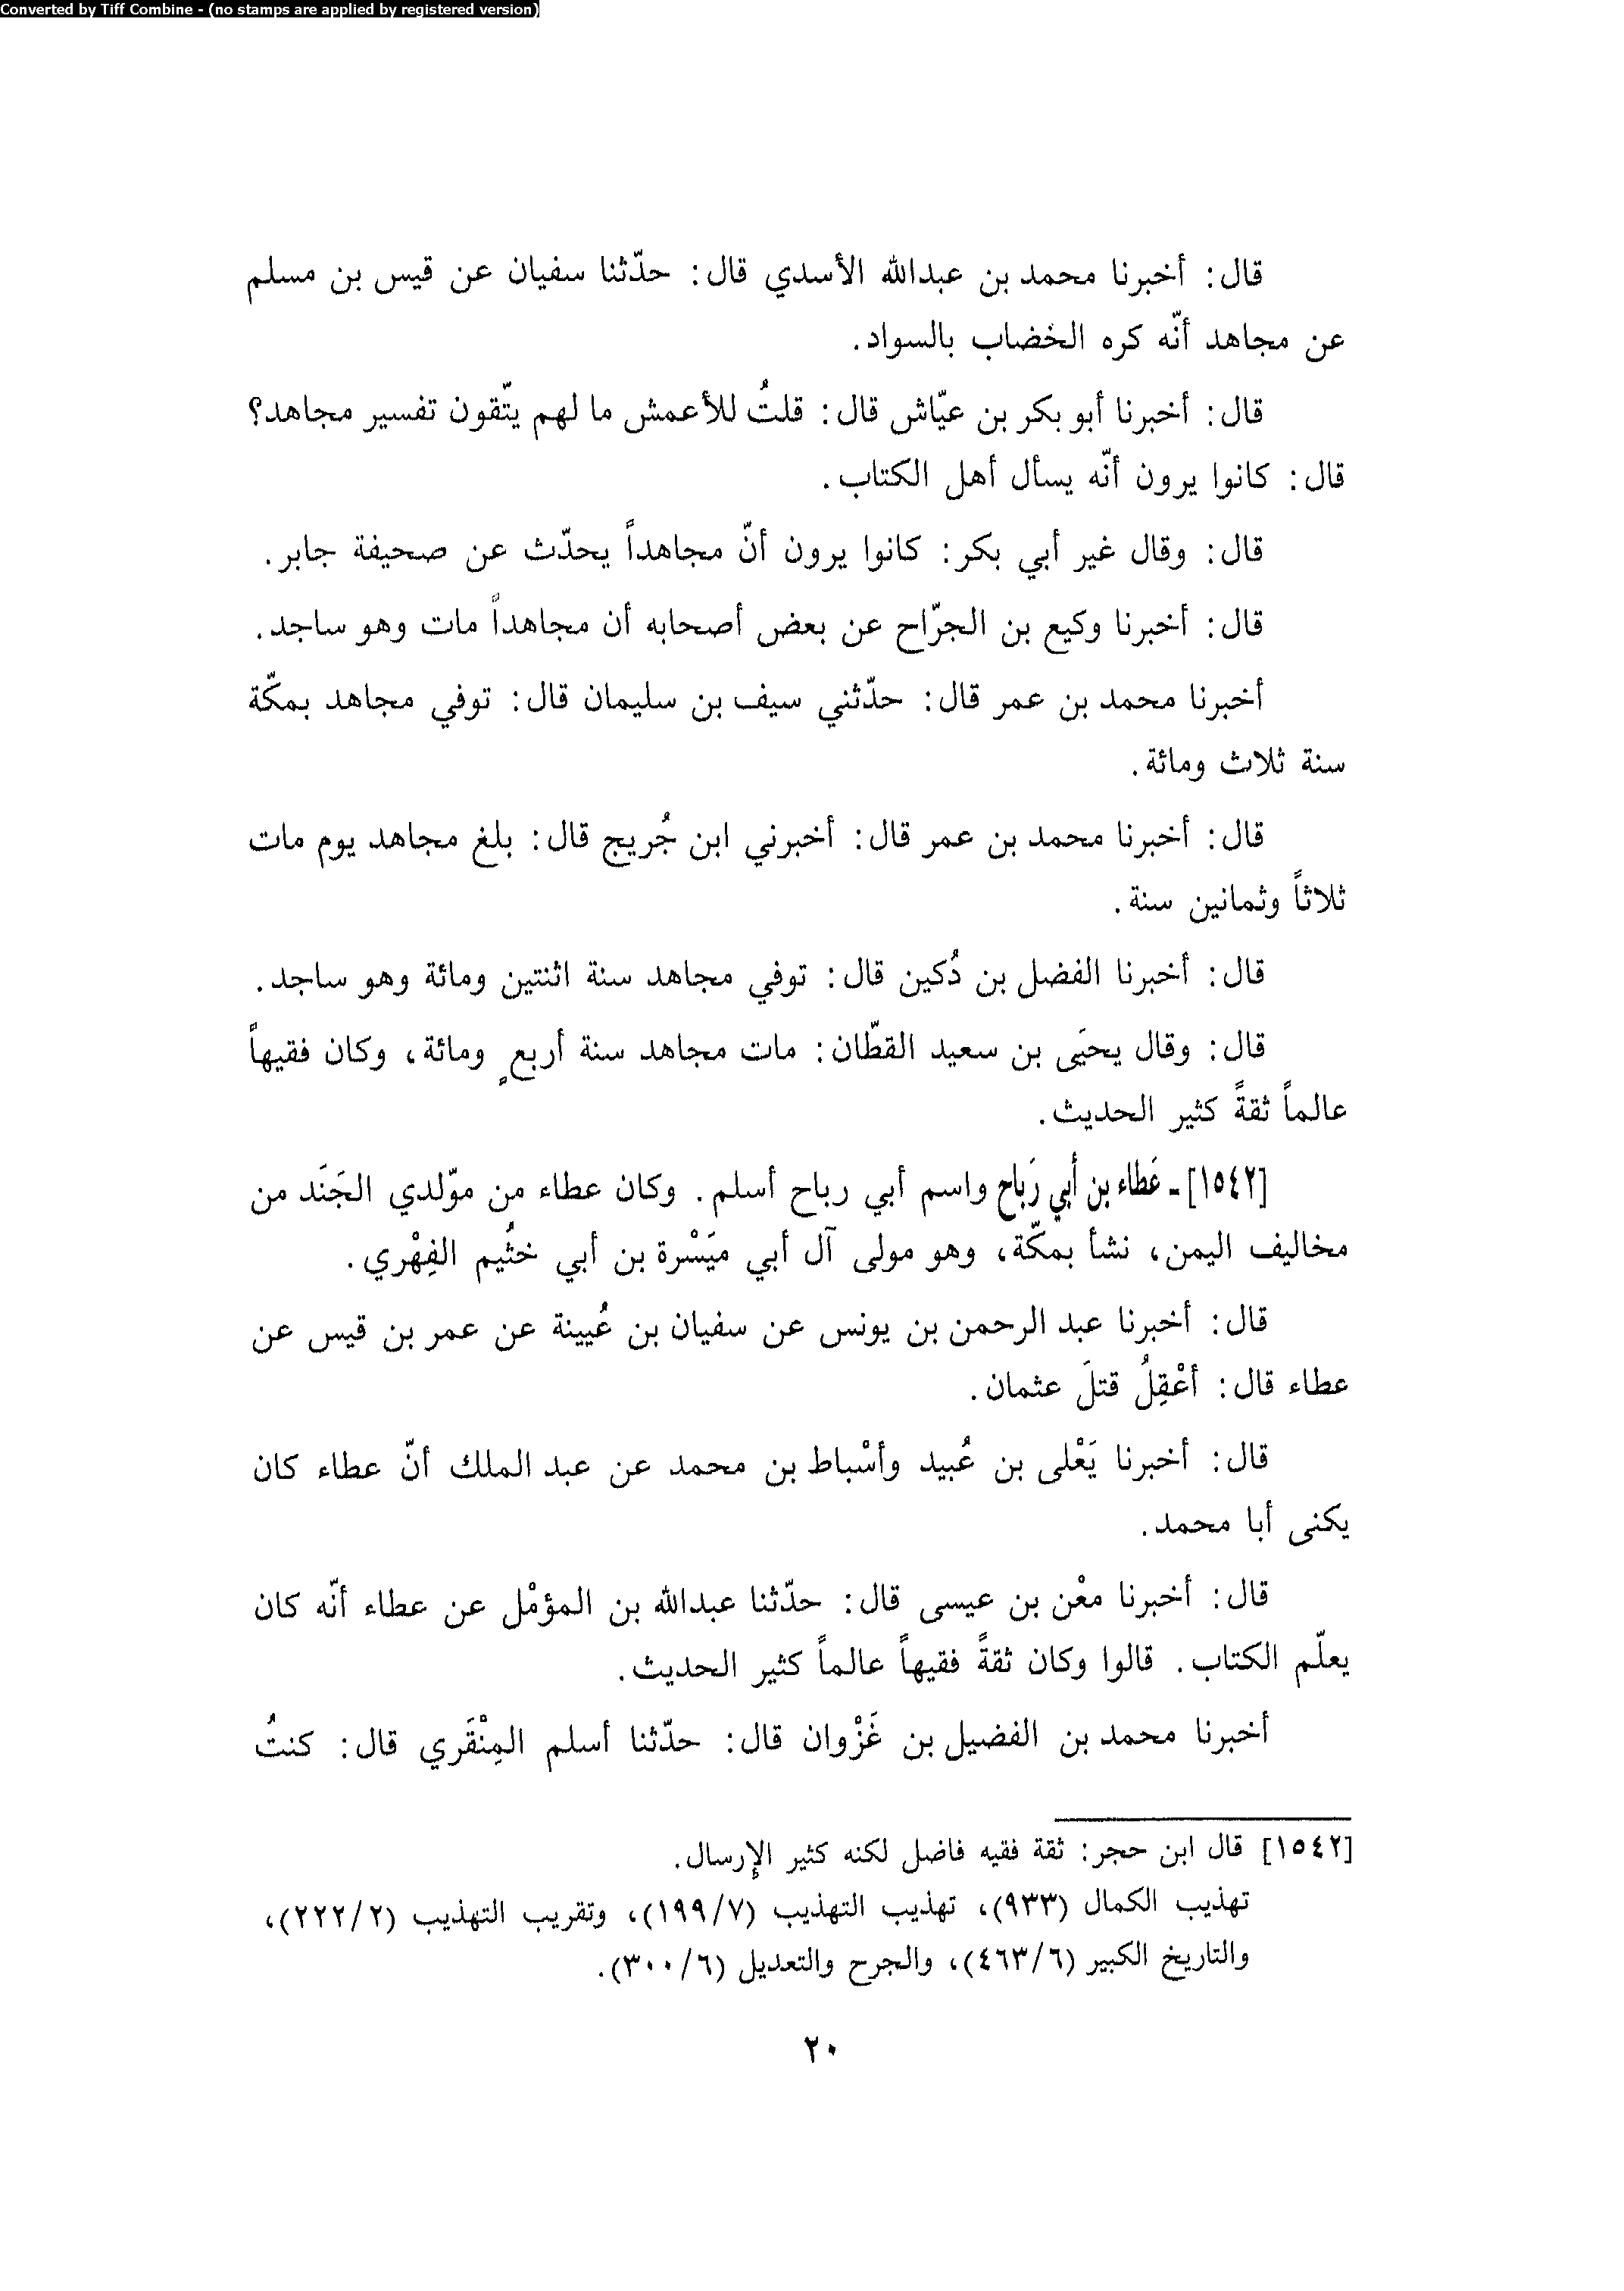 Converted by Tiff Combine - (no stamps are applied by registered version)
قال: أخبرنا محمد بن عبدالله الأسدي قال: حدّثنا سفيان عن قيس بن مسلم
عن مجاهد أنّه كره الخضاب بالسواد.
قال: أخبرنا أبو بكر بن عيّاش قال: قلتُ للأعمش ما لهم يتّقون تفسير مجاهد؟
قال: كانوا يرون أنّه يسأل أهل الكتاب.
قال: وقال غير أبي بكر: كانوا يرون أنّ مجاهداً يحدّث عن صحيفة جابر.
قال: أخبرنا وكيع بن الجرّاح عن بعض أصحابه أن مجاهداً مات وهو ساجد.
أخبرنا محمد بن عمر قال: حدّثني سيف بن سليمان قال: توفي مجاهد بمكّة
سنة ثلاث ومائة.
قال: أخبرنا محمد بن عمر قال: أخبرني ابن جُريج قال: بلغ مجاهد يوم مات
ثلاثاً وثمانين سنة.
قال: أخبرنا الفضل بن دُكين قال: توفي مجاهد سنة اثنتين ومائة وهو ساجد.
قال: وقال يحيَى بن سعيد القطّان: مات مجاهد سنة أربعٍ ومائة، وكان فقيهاً
عالماً ثقةً كثير الحديث.
[١٥٤٢] ـ عَطاء بن أبي رَباح واسم أبي رباح أسلم. وكان عطاء من موّلدي الجَنَد من
مخاليف اليمن، نشأ بمكّة، وهو مولى آل أبي ميَسْرة بن أبي خثُيم الفِهْري.
قال: أخبرنا عبد الرحمن بن يونس عن سفيان بن عُيينة عن عمر بن قيس عن
عطاء قال: أعْقِلُ قتلَ عثمان.
قال: أخبرنا يَعْلى بن عُبيد وأسْباط بن محمد عن عبد الملك أنّ عطاء كان
يكنى أبا محمد.
قال: أخبرنا معْن بن عيسى قال: حدّثنا عبدالله بن المؤمْل عن عطاء أنّه كان
يعلّم الكتاب. قالوا وكان ثقةً فقيهاً عالماً كثير الحديث.
أخبرنا محمد بن الفضيل بن غَزْوان قال: حدّثنا أسلم المِنْقَري قال: كنتُ
[١٥٤٢] قال ابن حجر: ثقة فقيه فاضل لكنه كثير الإرسال.
تهذيب الكمال (٩٣٣)، تهذيب التهذيب (١٩٩/٧)، وتقريب التهذيب (٢٢٢/٢)،
والتاريخ الكبير (٤٦٣/٦)، والجرح والتعديل (٣٠٠/٦).
٢٠